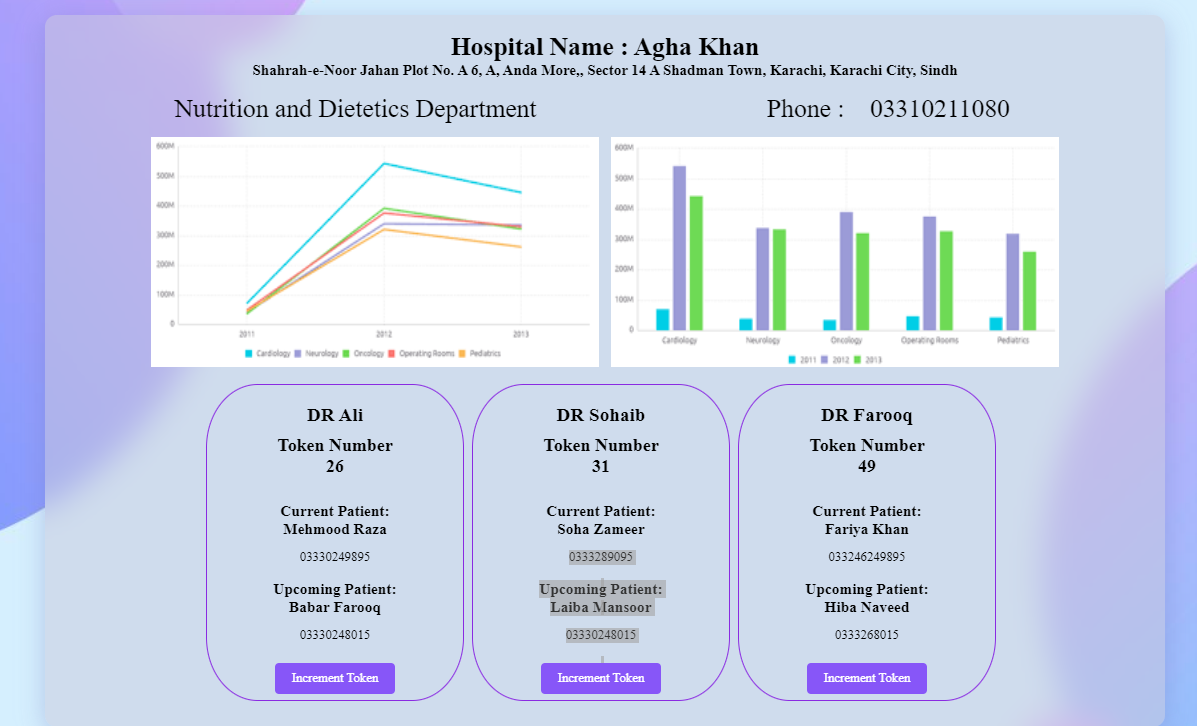 Hospital Name : Agha Khan
Shahrah-e-Noor Jahan Plot No. A 6, A, Anda More,, Sector 14 A Shadman Town, Karachi, Karachi City, Sindh
Nutrition and Dietetics Department
Phone : 03310211080
600M
500M
400M
300M
200M
100M
0
2011 2012 2013
Cardiology Neurology Oncology Operating Rooms Pediatrics
600M
500M
400M
300M
200M
100M
0
Cardiology Neurology Oncology Operating Rooms Pediatrics
2011 2012 2013
DR Ali
Token Number
26
Current Patient:
Mehmood Raza
03330249895
Upcoming Patient:
Babar Farooq
03330248015
Increment Token
DR Sohaib
Token Number
31
Current Patient:
Soha Zameer
0333289095
Upcoming Patient:
Laiba Mansoor
03330248015
Increment Token
DR Farooq
Token Number
49
Current Patient:
Fariya Khan
033246249895
Upcoming Patient:
Hiba Naveed
0333268015
Increment Token